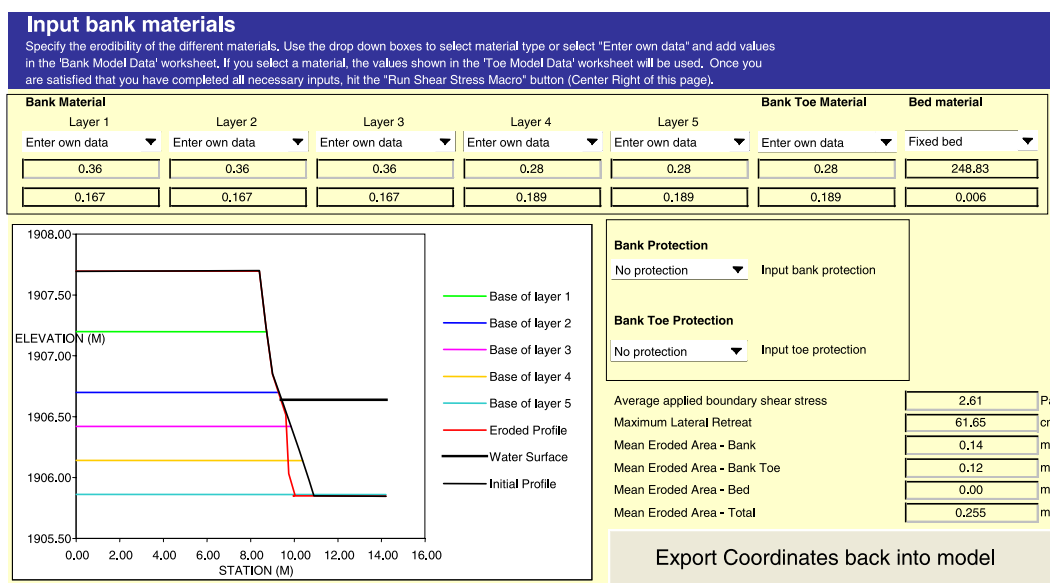 Input bank materials
Specify the erodibility of the different materials. Use the drop down boxes to select material type or select "Enter own data" and add values
in the 'Bank Model Data' worksheet. If you select a material, the values shown in the 'Toe Model Data' worksheet will be used. Once you
are satisfied that you have completed all necessary inputs, hit the "Run Shear Stress Macro" button (Center Right of this page).
Bank Material Bank Toe Material Bed material
Layer 1 Layer 2 Layer 3 Layer 4 Layer 5
Enter own data Enter own data Enter own data Enter own data Enter own data Enter own data Fixed bed
0.36 0.36 0.36 0.28 0.28 0.28 248.83
0.167 0.167 0.167 0.189 0.189 0.189 0.006
1908.00
1907.50
ELEVATION (M)
1907.00
1906.50
1906.00
1905.50
0.00 2.00 4.00 6.00 8.00 10.00 12.00 14.00 16.00
STATION (M)
Base of layer 1
Base of layer 2
Base of layer 3
Base of layer 4
Base of layer 5
Eroded Profile
Water Surface
Initial Profile
Bank Protection
No protection Input bank protection
Bank Toe Protection
No protection Input toe protection
Average applied boundary shear stress 2.61
Maximum Lateral Retreat 61.65
Mean Eroded Area - Bank 0.14
Mean Eroded Area - Bank Toe 0.12
Mean Eroded Area - Bed 0.00
Mean Eroded Area - Total 0.255
Export Coordinates back into model